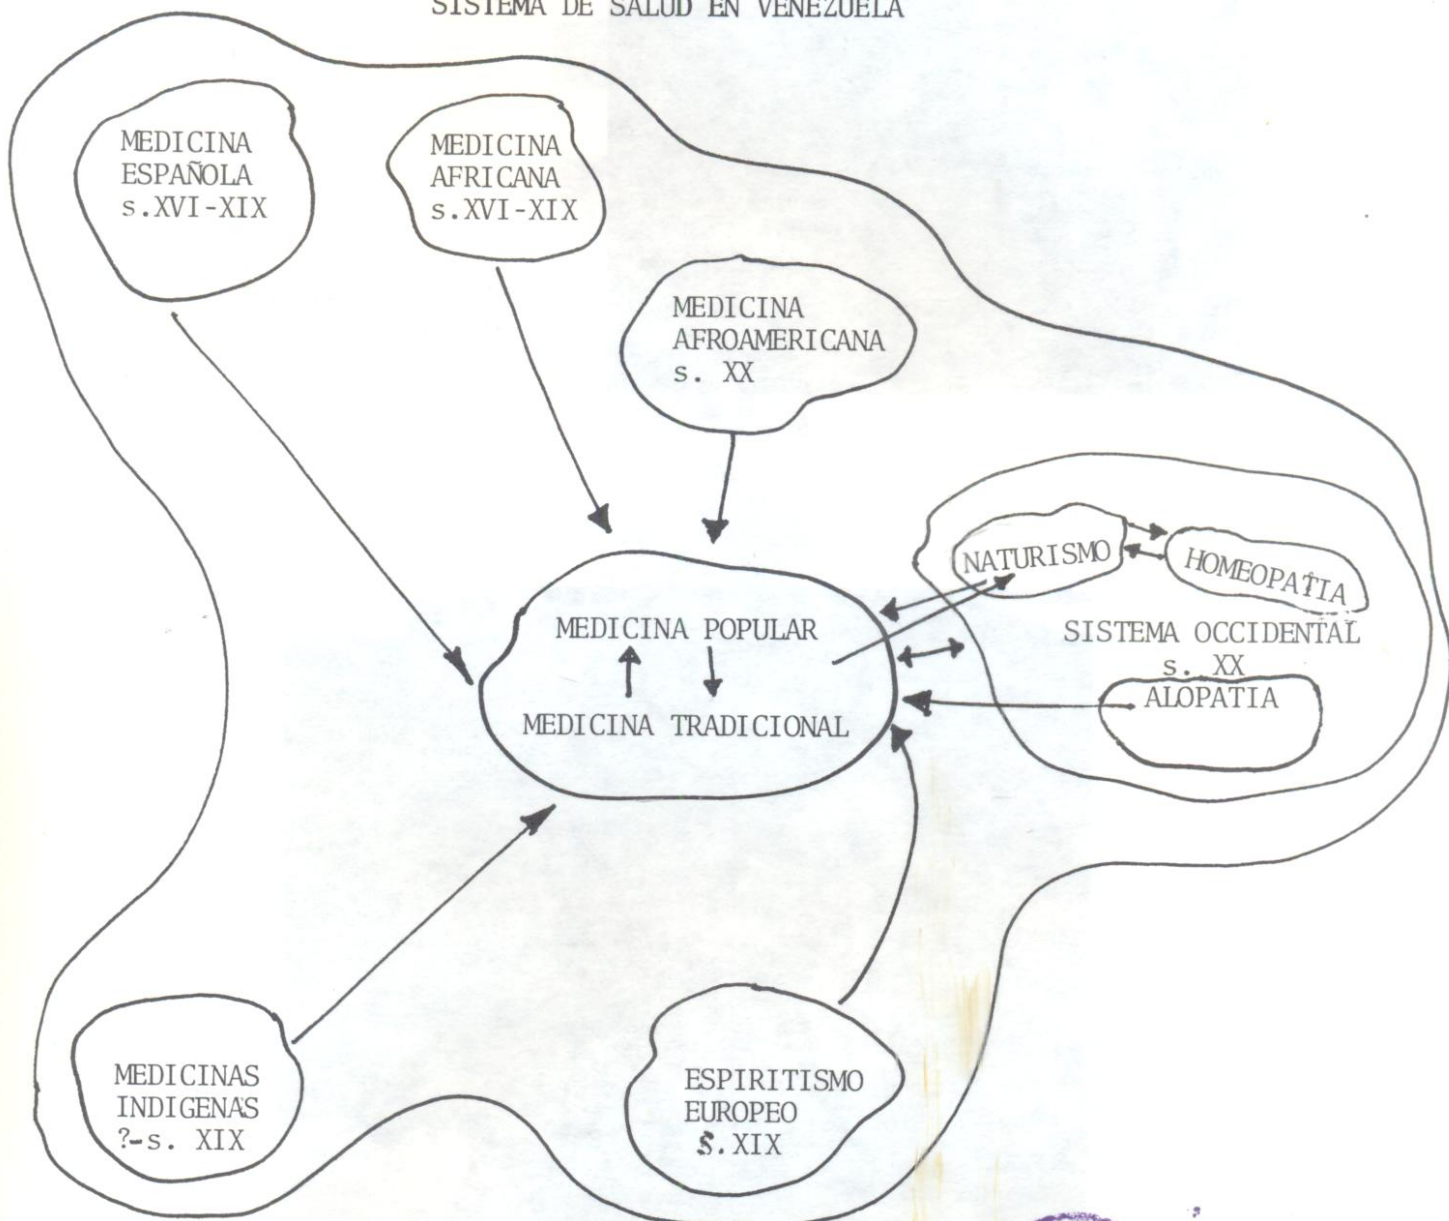 SISTEMA DE SALUD EN VENEZUELA
MEDICINA
ESPAÑOLA
s.XVI-XIX
MEDICINA
AFRICANA
s.XVI-XIX
MEDICINA
AFROAMERICANA
s. XX
NATURISMO
HOMEOPATIA
SISTEMA OCCIDENTAL
s. XX
ALOPATIA
MEDICINA POPULAR
MEDICINA TRADICIONAL
MEDICINAS
INDIGENAS
?-s. XIX
ESPIRITISMO
EUROPEO
S.XIX